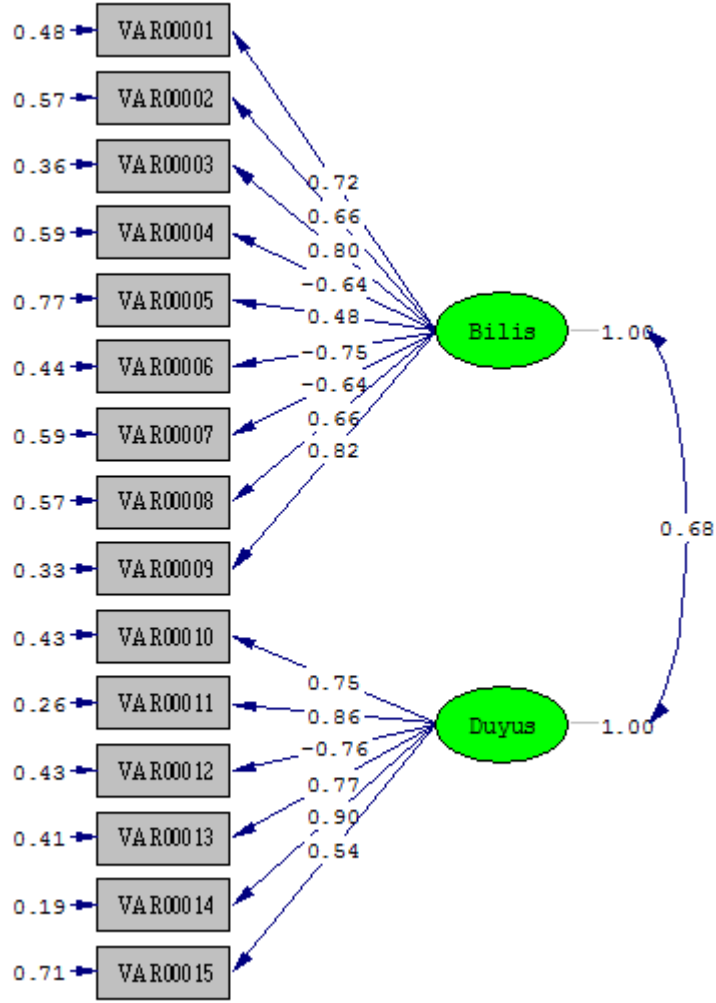 0.48 VAR00001
0.57 VAR00002
0.36 VAR00003
0.72
0.59 VAR00004
0.66
0.80
-0.64
0.77 VAR00005
0.48
Bilis 1.00
0.44 VAR00006
-0.75
-0.64
0.59 VAR00007
0.66
0.82
0.57 VAR00008
0.68
0.33 VAR00009
0.43 VAR00010
0.75
0.26 VAR00011
0.86
Duyus 1.00
-0.76
0.43 VAR00012
0.77
0.90
0.41 VAR00013
0.54
0.19 VAR00014
0.71 VAR00015